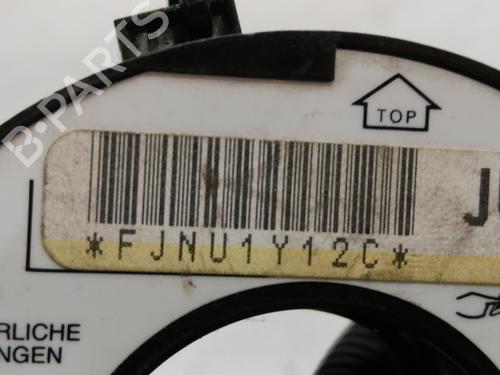 B-PARTS
TOP
*FJNU1Y12C*
RLICHE
NGEN